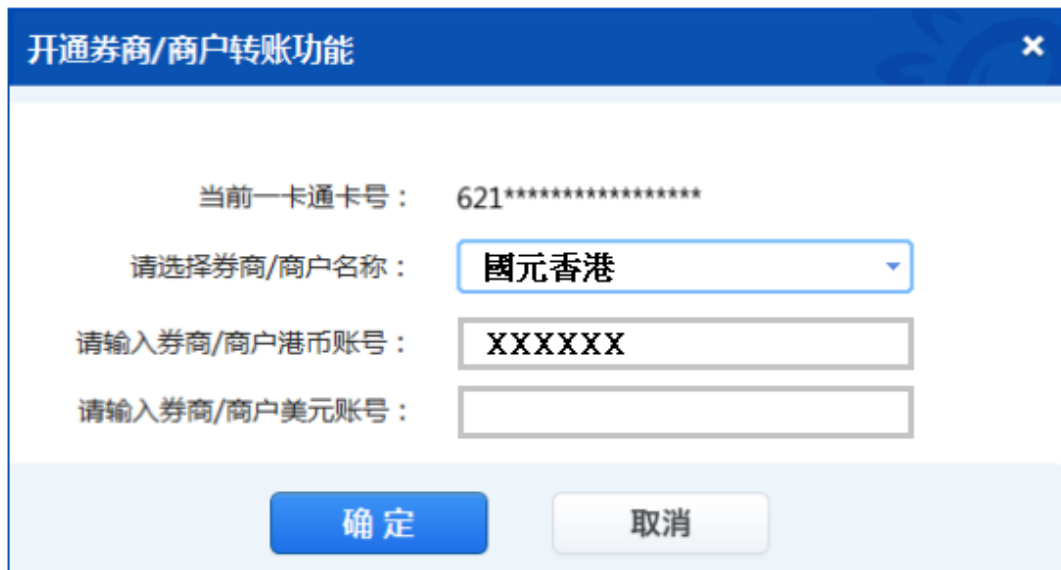 开通券商/商户转账功能
当前一卡通卡号： 621*****************
请选择券商/商户名称： 國元香港
请输入券商/商户港币账号： XXXXXX
请输入券商/商户美元账号：
确 定 取消